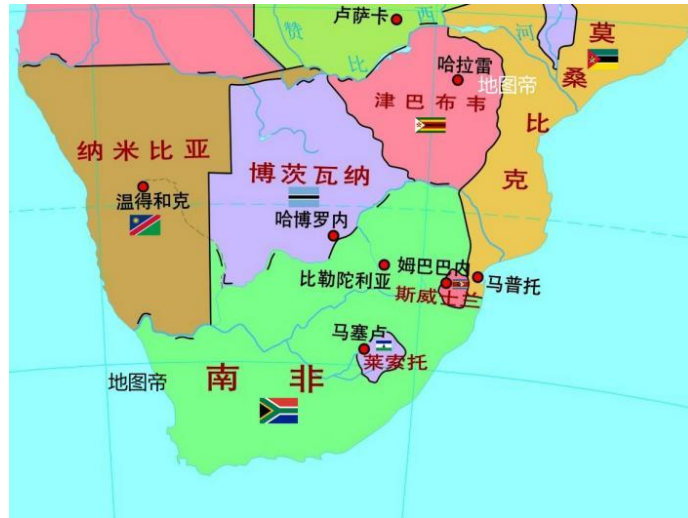 卢萨卡
赞比西河
莫桑比克
哈拉雷
地图帝
津巴布韦
纳米比亚
博茨瓦纳
温得和克
哈博罗内
比勒陀利亚
姆巴巴内
马普托
斯威士兰
马塞卢
莱索托
地图帝
南非